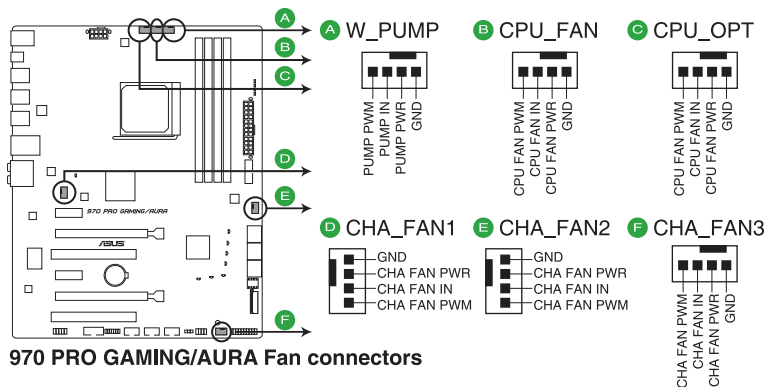 A
B
C
D
E
F
970 PRO GAMING/AURA
ASUS
A W_PUMP
PUMP PWM
PUMP IN
PUMP PWR
GND
B CPU_FAN
CPU FAN PWM
CPU FAN IN
CPU FAN PWR
GND
C CPU_OPT
CPU FAN PWM
CPU FAN IN
CPU FAN PWR
GND
D CHA_FAN1
GND
CHA FAN PWR
CHA FAN IN
CHA FAN PWM
E CHA_FAN2
GND
CHA FAN PWR
CHA FAN IN
CHA FAN PWM
F CHA_FAN3
CHA FAN PWM
CHA FAN IN
CHA FAN PWR
GND
970 PRO GAMING/AURA Fan connectors